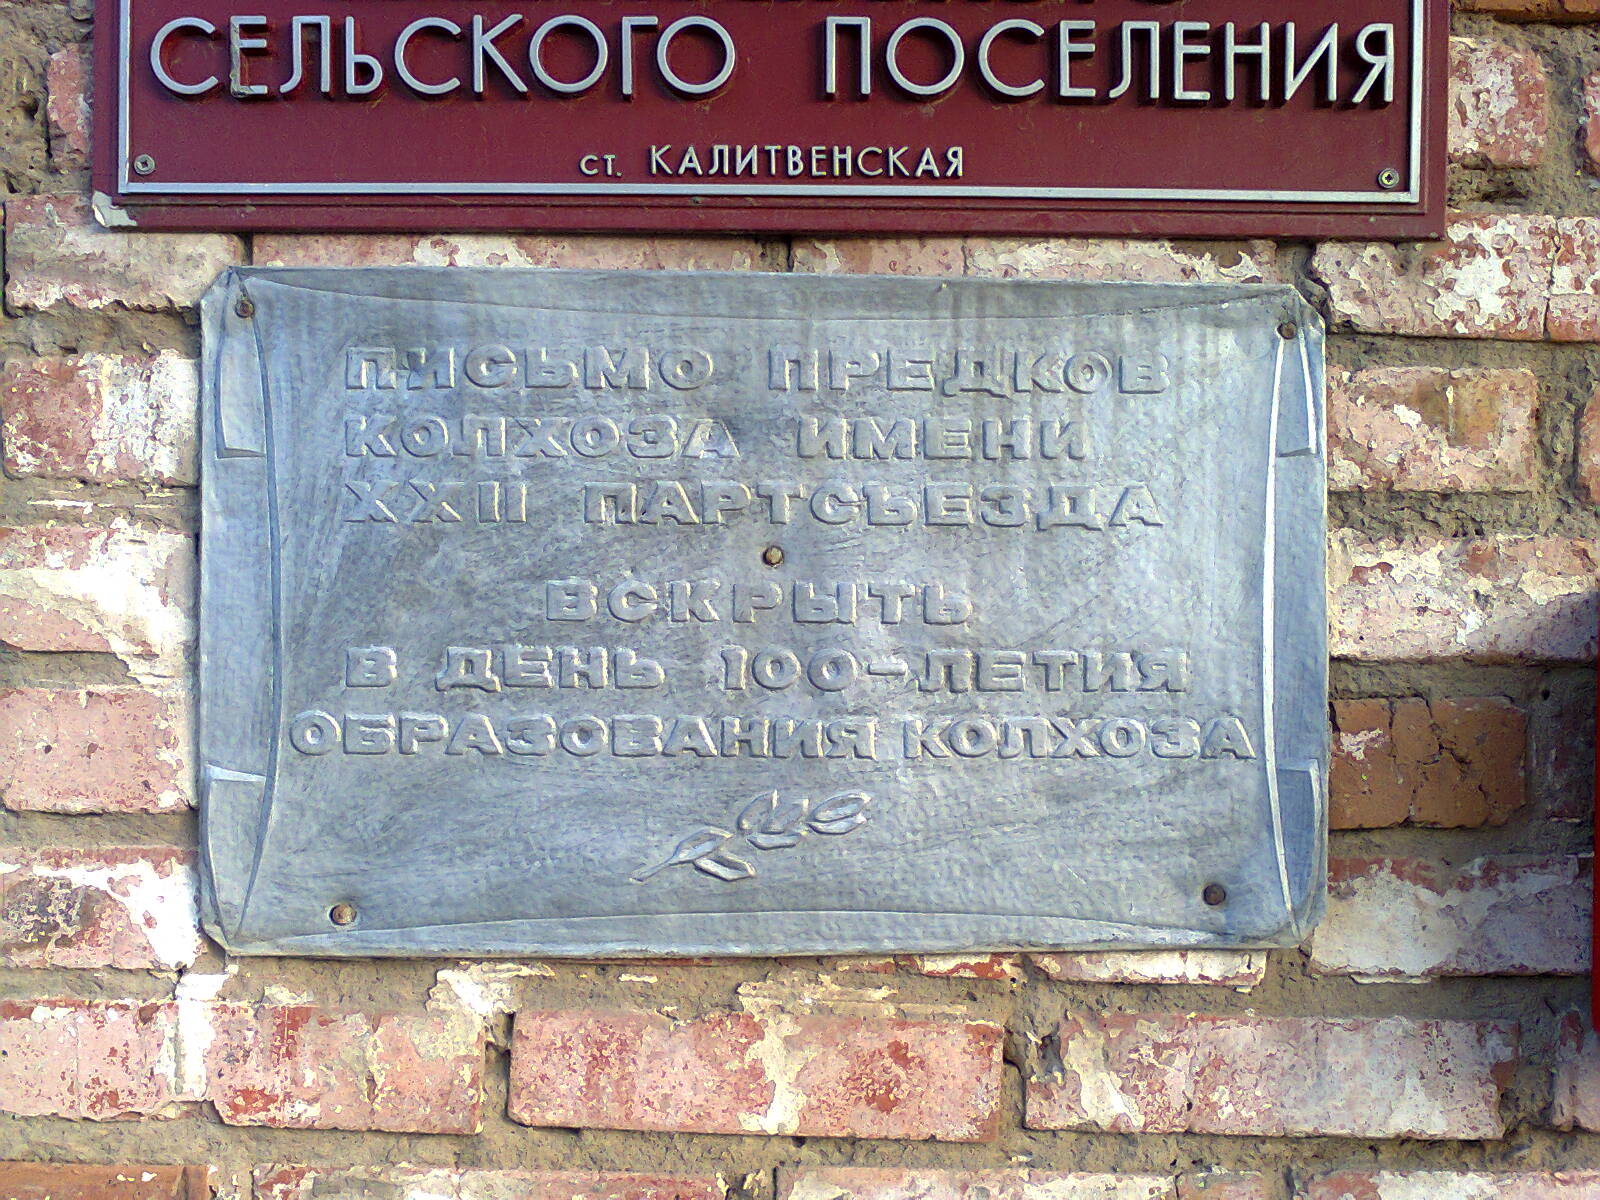 СЕЛЬСКОГО ПОСЕЛЕНИЯ
ст. КАЛИТВЕНСКАЯ
ПИСЬМО ПРЕДКОВ
КОЛХОЗА ИМЕНИ
XXII ПАРТСЪЕЗДА
ВСКРЫТЬ
В ДЕНЬ 100-ЛЕТИЯ
ОБРАЗОВАНИЯ КОЛХОЗА